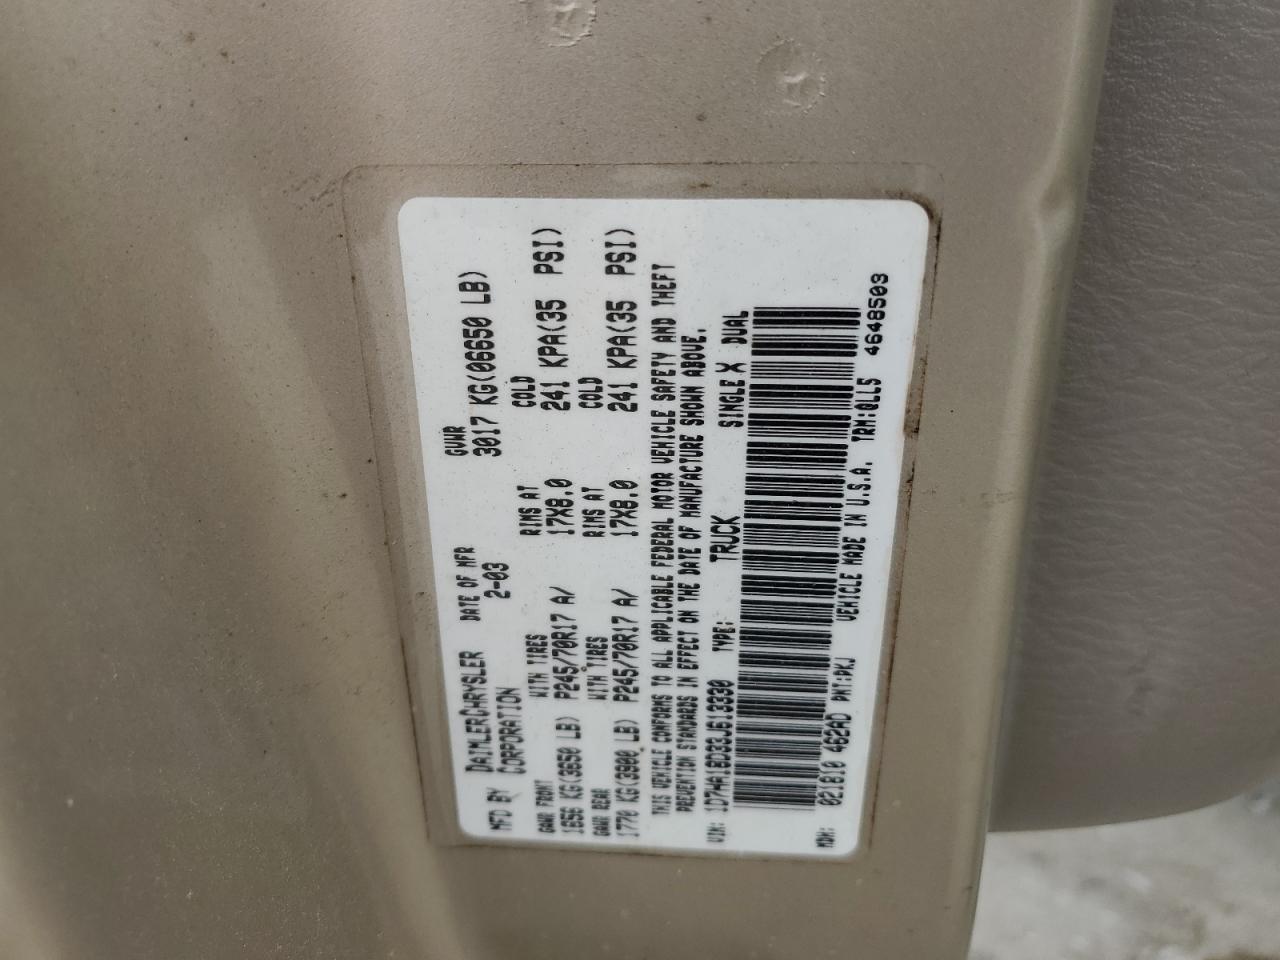 MFD BY DAIMLERCHRYSLER CORPORATION DATE OF MFR 2-03 GVWR 3017 KG(06650 LB)
GAWR FRONT WITH TIRES RIMS AT COLD
1656 KG(3650 LB) P245/70R17 A/ 17X8.0 241 KPA(35 PSI)
GAWR REAR WITH TIRES RIMS AT COLD
1770 KG(3900 LB) P245/70R17 A/ 17X8.0 241 KPA(35 PSI)
THIS VEHICLE CONFORMS TO ALL APPLICABLE FEDERAL MOTOR VEHICLE SAFETY AND THEFT
PREVENTION STANDARDS IN EFFECT ON THE DATE OF MANUFACTURE SHOWN ABOVE.
VIN: TYPE: TRUCK SINGLE X DUAL
MDH: 021810 462AD PNT:PKJ VEHICLE MADE IN U.S.A. TRM:QLL5 4648503